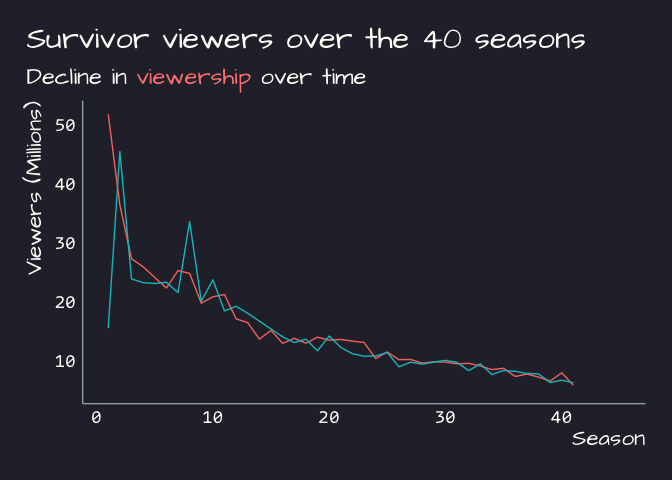 Survivor viewers over the 40 seasons
Decline in viewership over time
Viewers (Millions)
50
40
30
20
10
0 10 20 30 40
Season